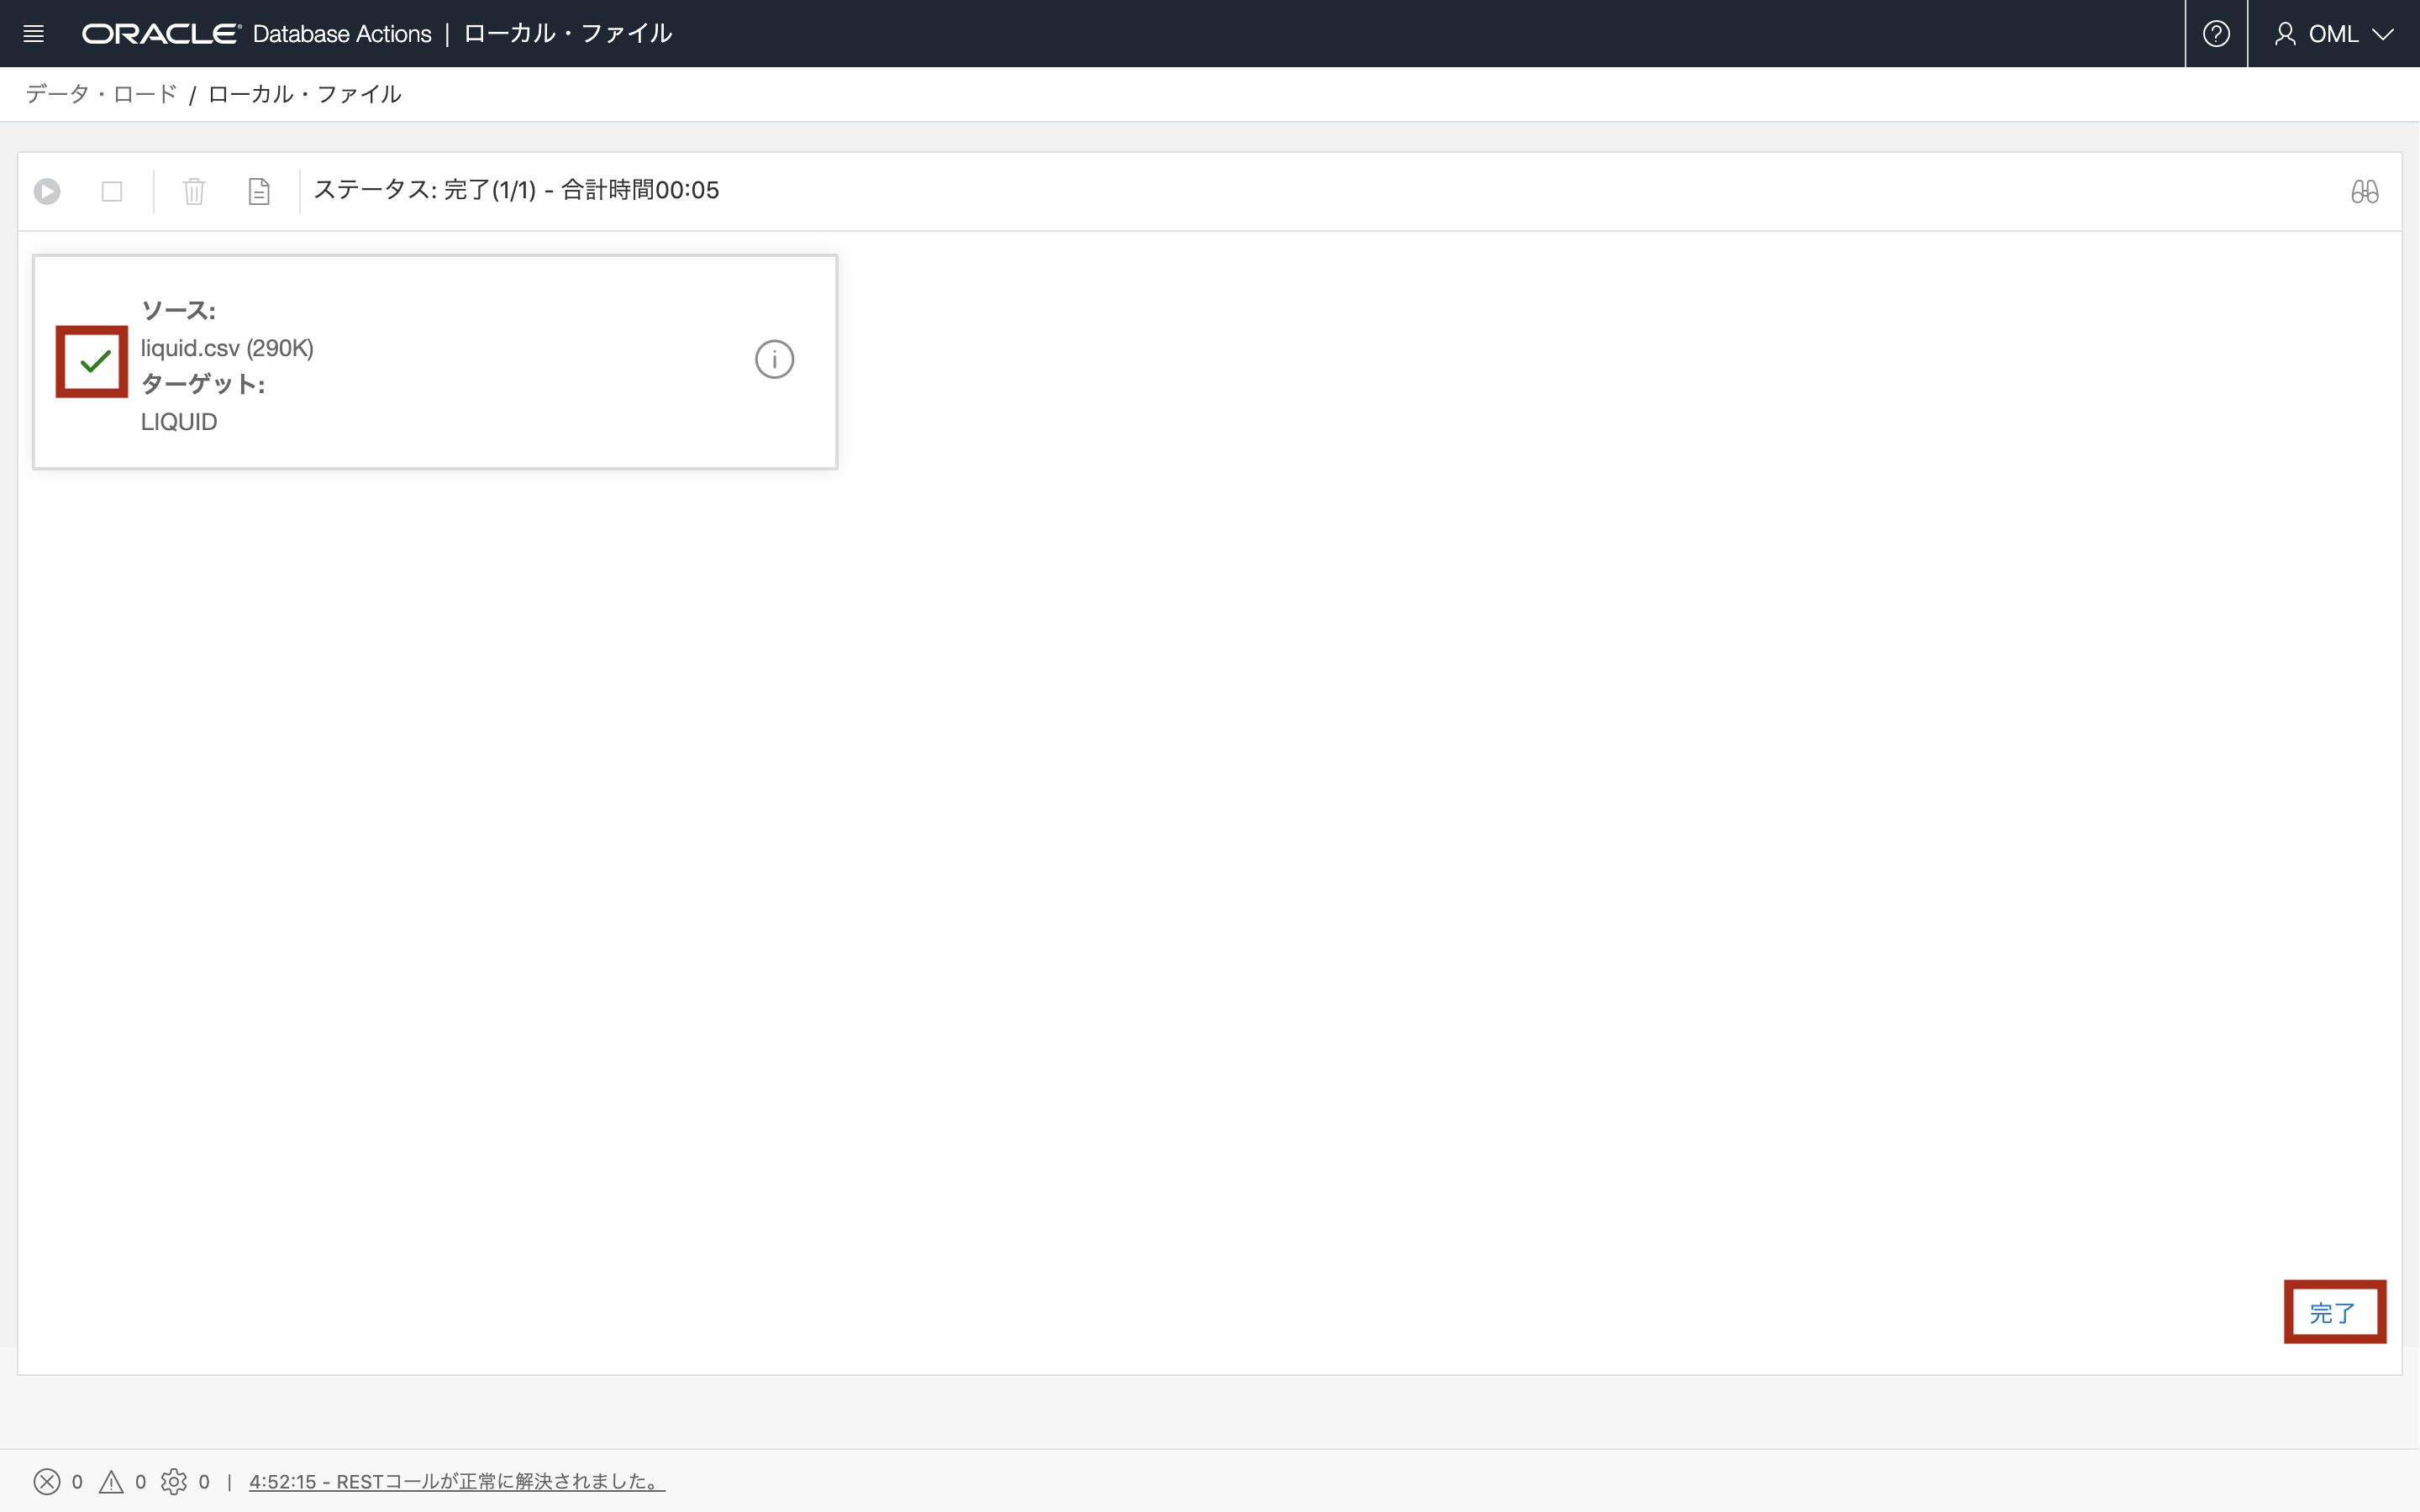 ORACLE Database Actions | ローカル・ファイル
OML
データ・ロード / ローカル・ファイル
ステータス: 完了(1/1) - 合計時間00:05
ソース:
liquid.csv (290K)
ターゲット:
LIQUID
完了
0 0 0 | 4:52:15 - RESTコールが正常に解決されました。